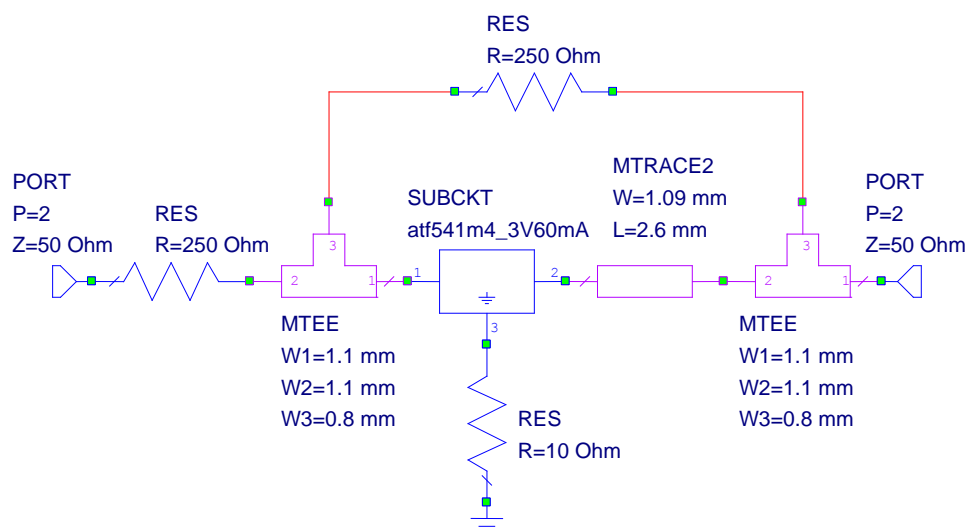 RES
R=250 Ohm
PORT
P=2
Z=50 Ohm
RES
R=250 Ohm
SUBCKT
atf541m4_3V60mA
MTRACE2
W=1.09 mm
L=2.6 mm
PORT
P=2
Z=50 Ohm
3
2
1
1
2
3
3
2
1
MTEE
W1=1.1 mm
W2=1.1 mm
W3=0.8 mm
RES
R=10 Ohm
MTEE
W1=1.1 mm
W2=1.1 mm
W3=0.8 mm